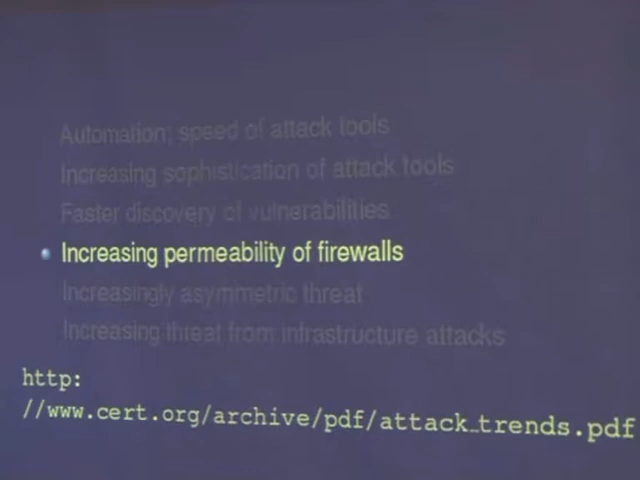 Automation; speed of attack tools
Increasing sophistication of attack tools
Faster discovery of vulnerabilities
Increasing permeability of firewalls
Increasingly asymmetric threat
Increasing threat from infrastructure attacks
http:
//www.cert.org/archive/pdf/attack_trends.pdf